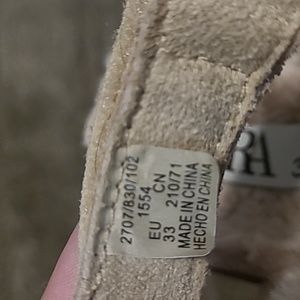 2707/830/102
1554
EU CN
33 210/71
MADE IN CHINA
HECHO EN CHINA